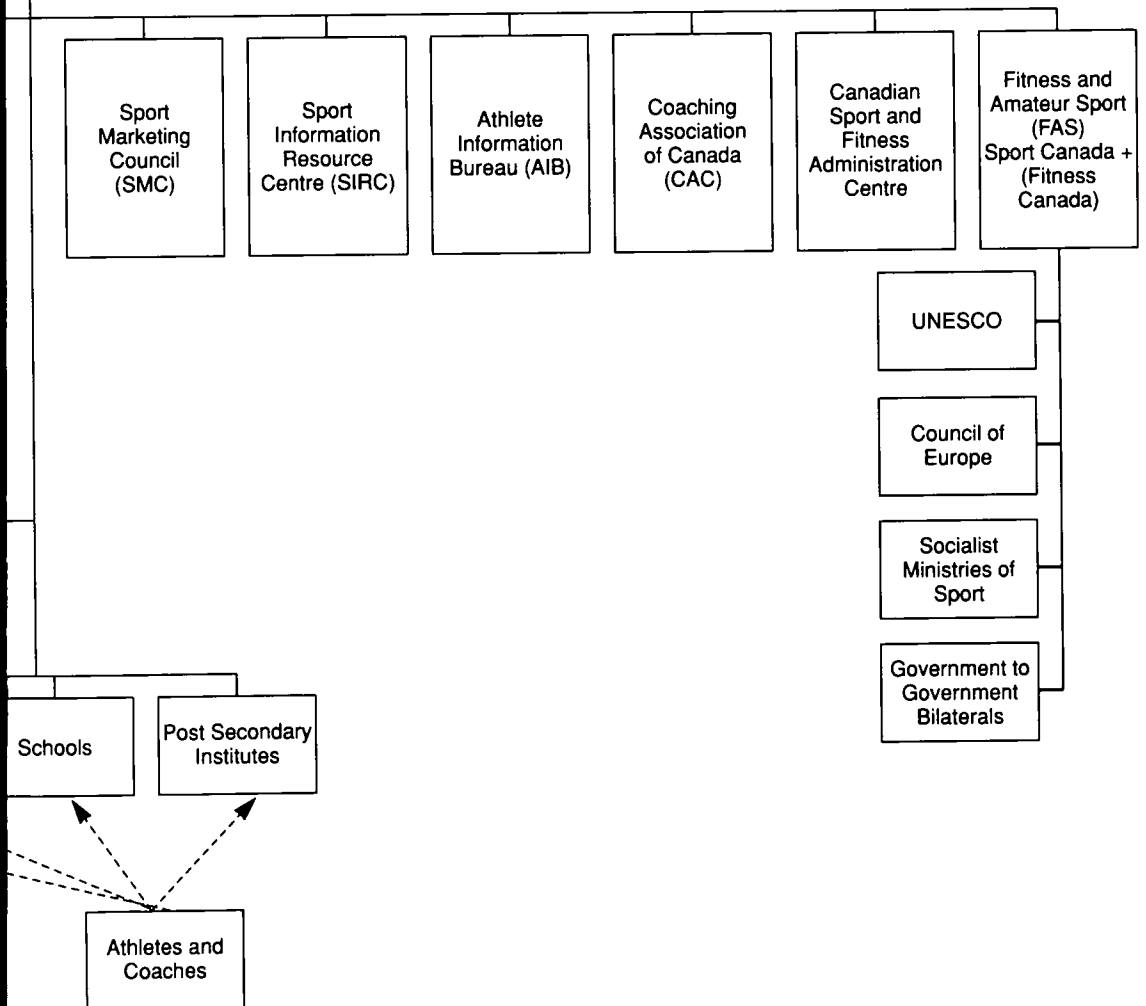 Sport
Marketing
Council
(SMC)
Sport
Information
Resource
Centre (SIRC)
Athlete
Information
Bureau (AIB)
Coaching
Association
of Canada
(CAC)
Canadian
Sport and
Fitness
Administration
Centre
Fitness and
Amateur Sport
(FAS)
Sport Canada +
(Fitness
Canada)
UNESCO
Council of
Europe
Socialist
Ministries of
Sport
Government to
Government
Bilaterals
Schools
Post Secondary
Institutes
Athletes and
Coaches